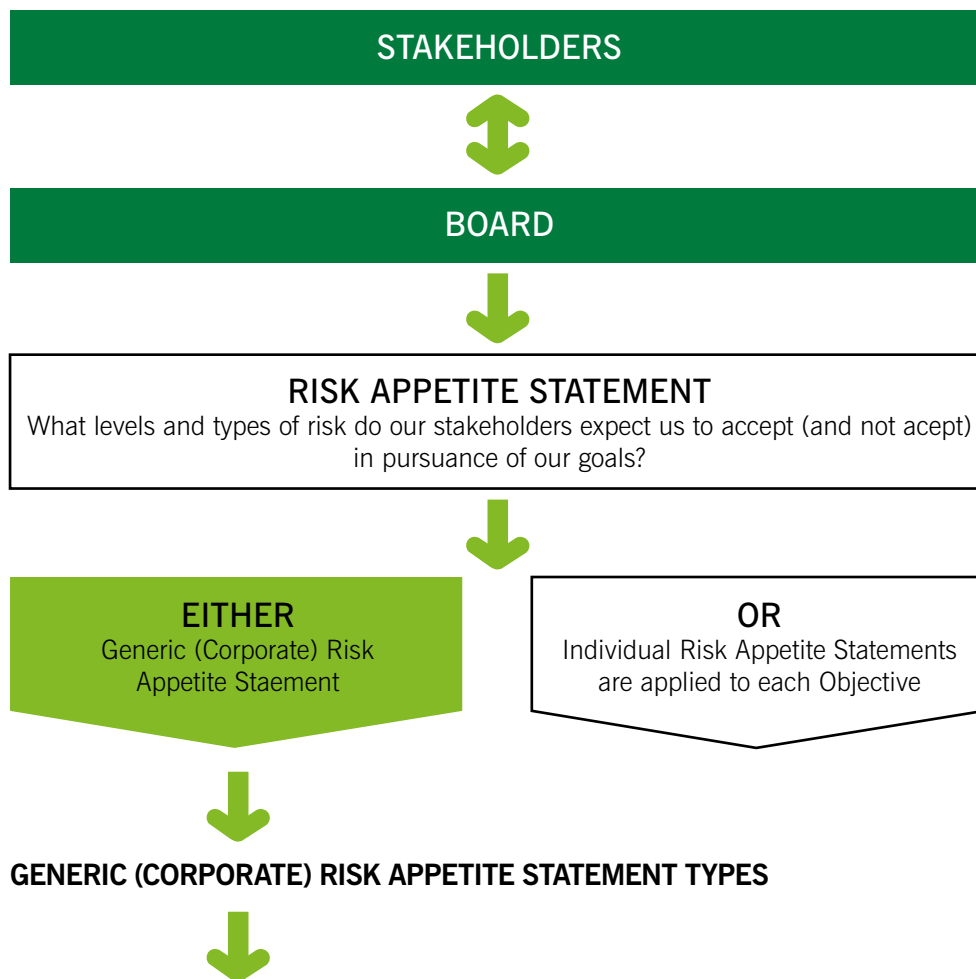 STAKEHOLDERS
BOARD
RISK APPETITE STATEMENT
What levels and types of risk do our stakeholders expect us to accept (and not acept)
in pursuance of our goals?
EITHER
Generic (Corporate) Risk
Appetite Staement
OR
Individual Risk Appetite Statements
are applied to each Objective
GENERIC (CORPORATE) RISK APPETITE STATEMENT TYPES